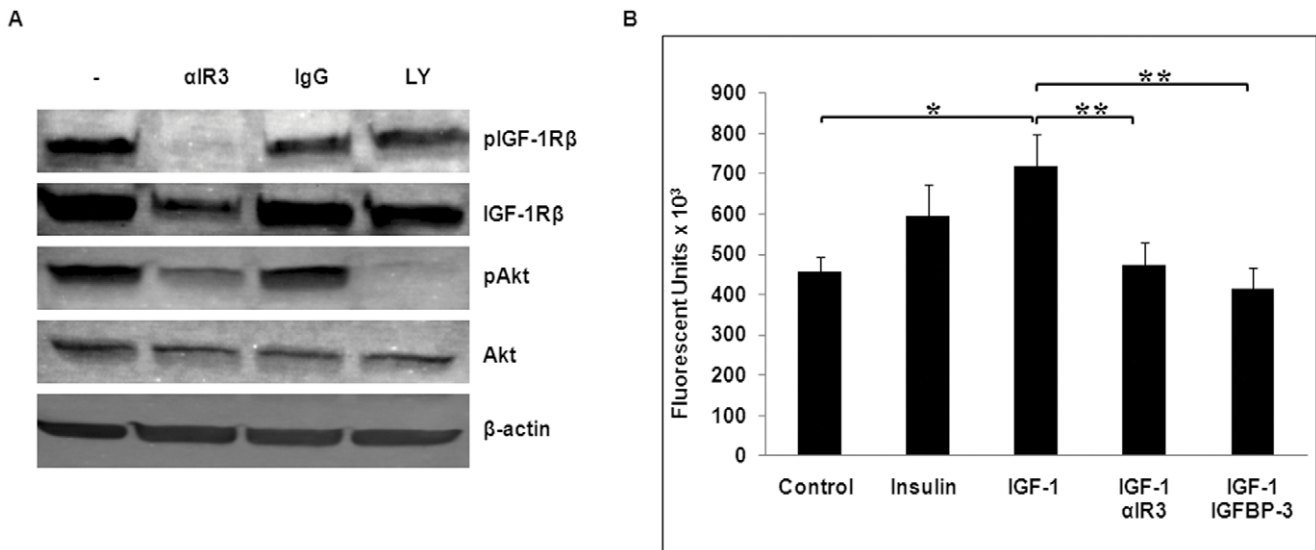 A
- αIR3 IgG LY
pIGF-1Rβ
IGF-1Rβ
pAkt
Akt
β-actin
B
Fluorescent Units x 10³
900
800
700
600
500
400
300
200
100
0
* ** **
Control Insulin IGF-1 IGF-1 IGF-1
αIR3 IGFBP-3